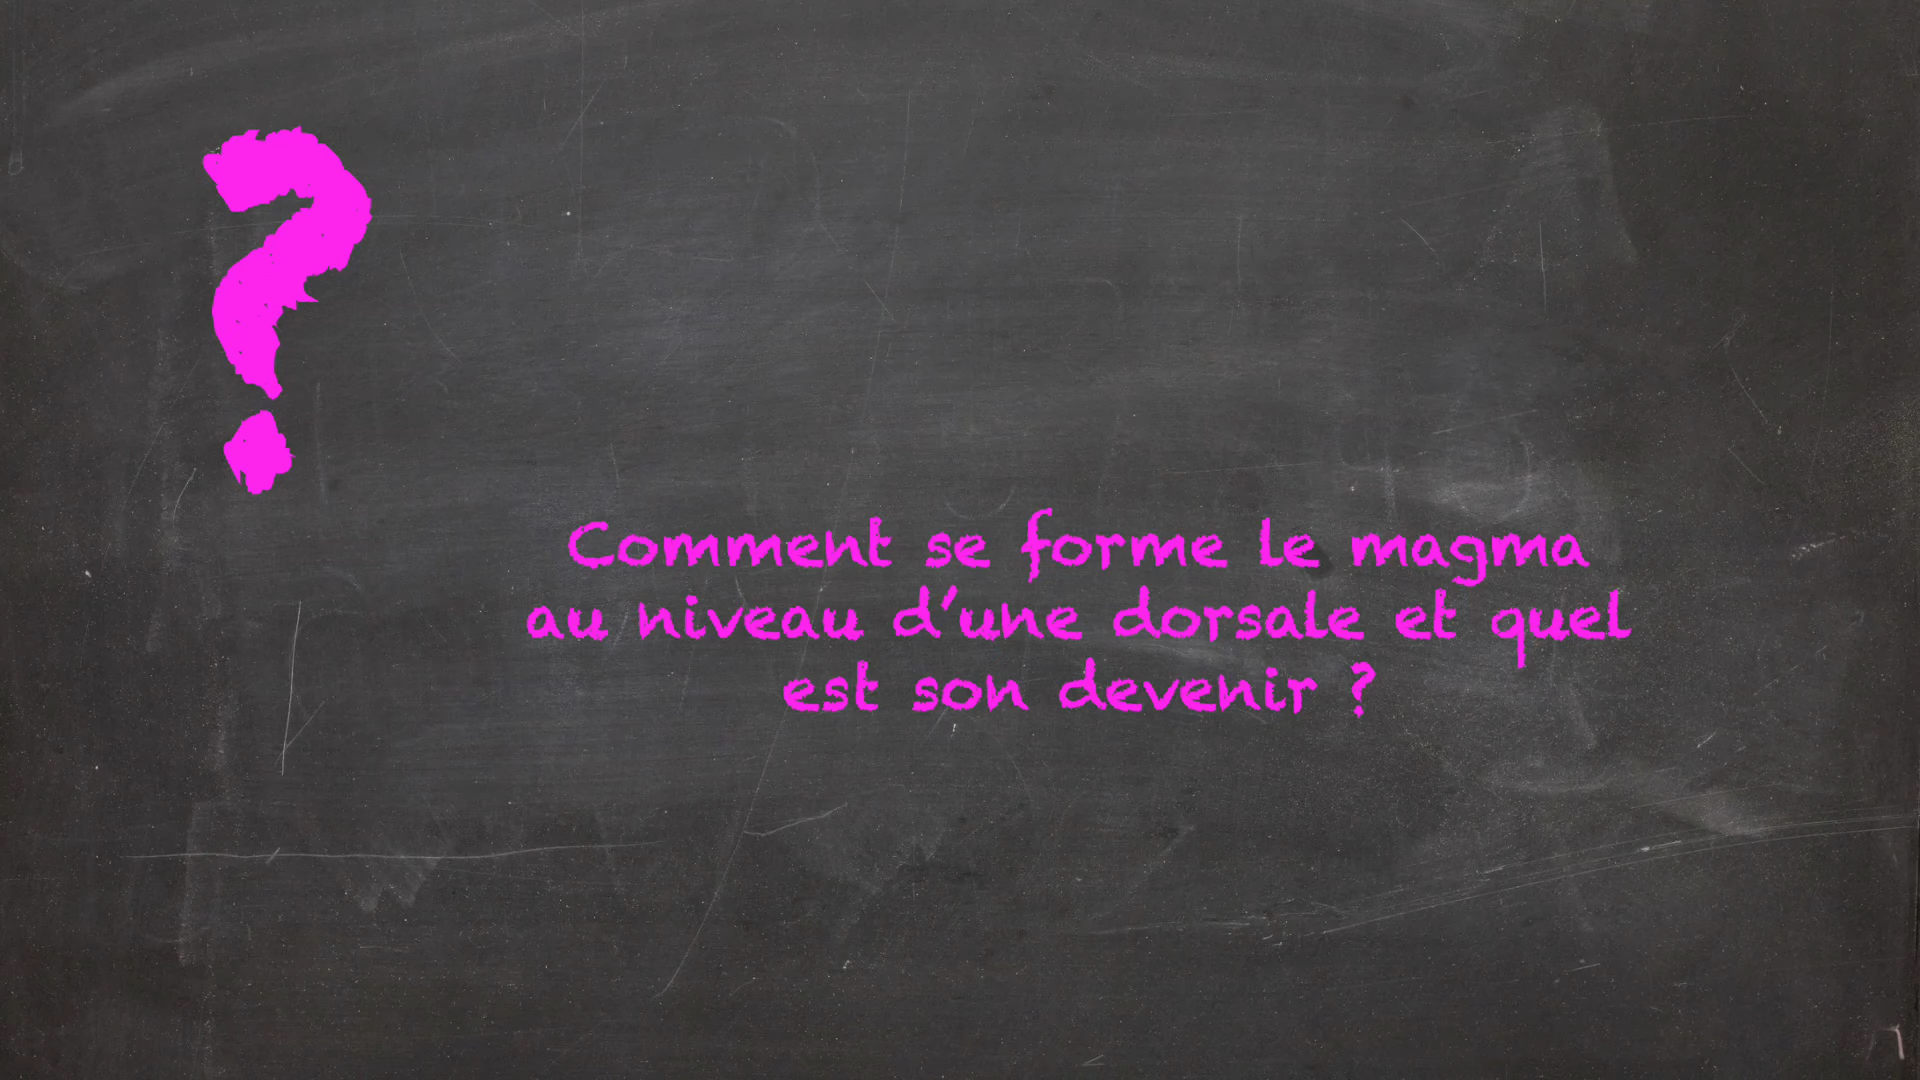 ?
Comment se forme le magma
au niveau d’une dorsale et quel
est son devenir ?